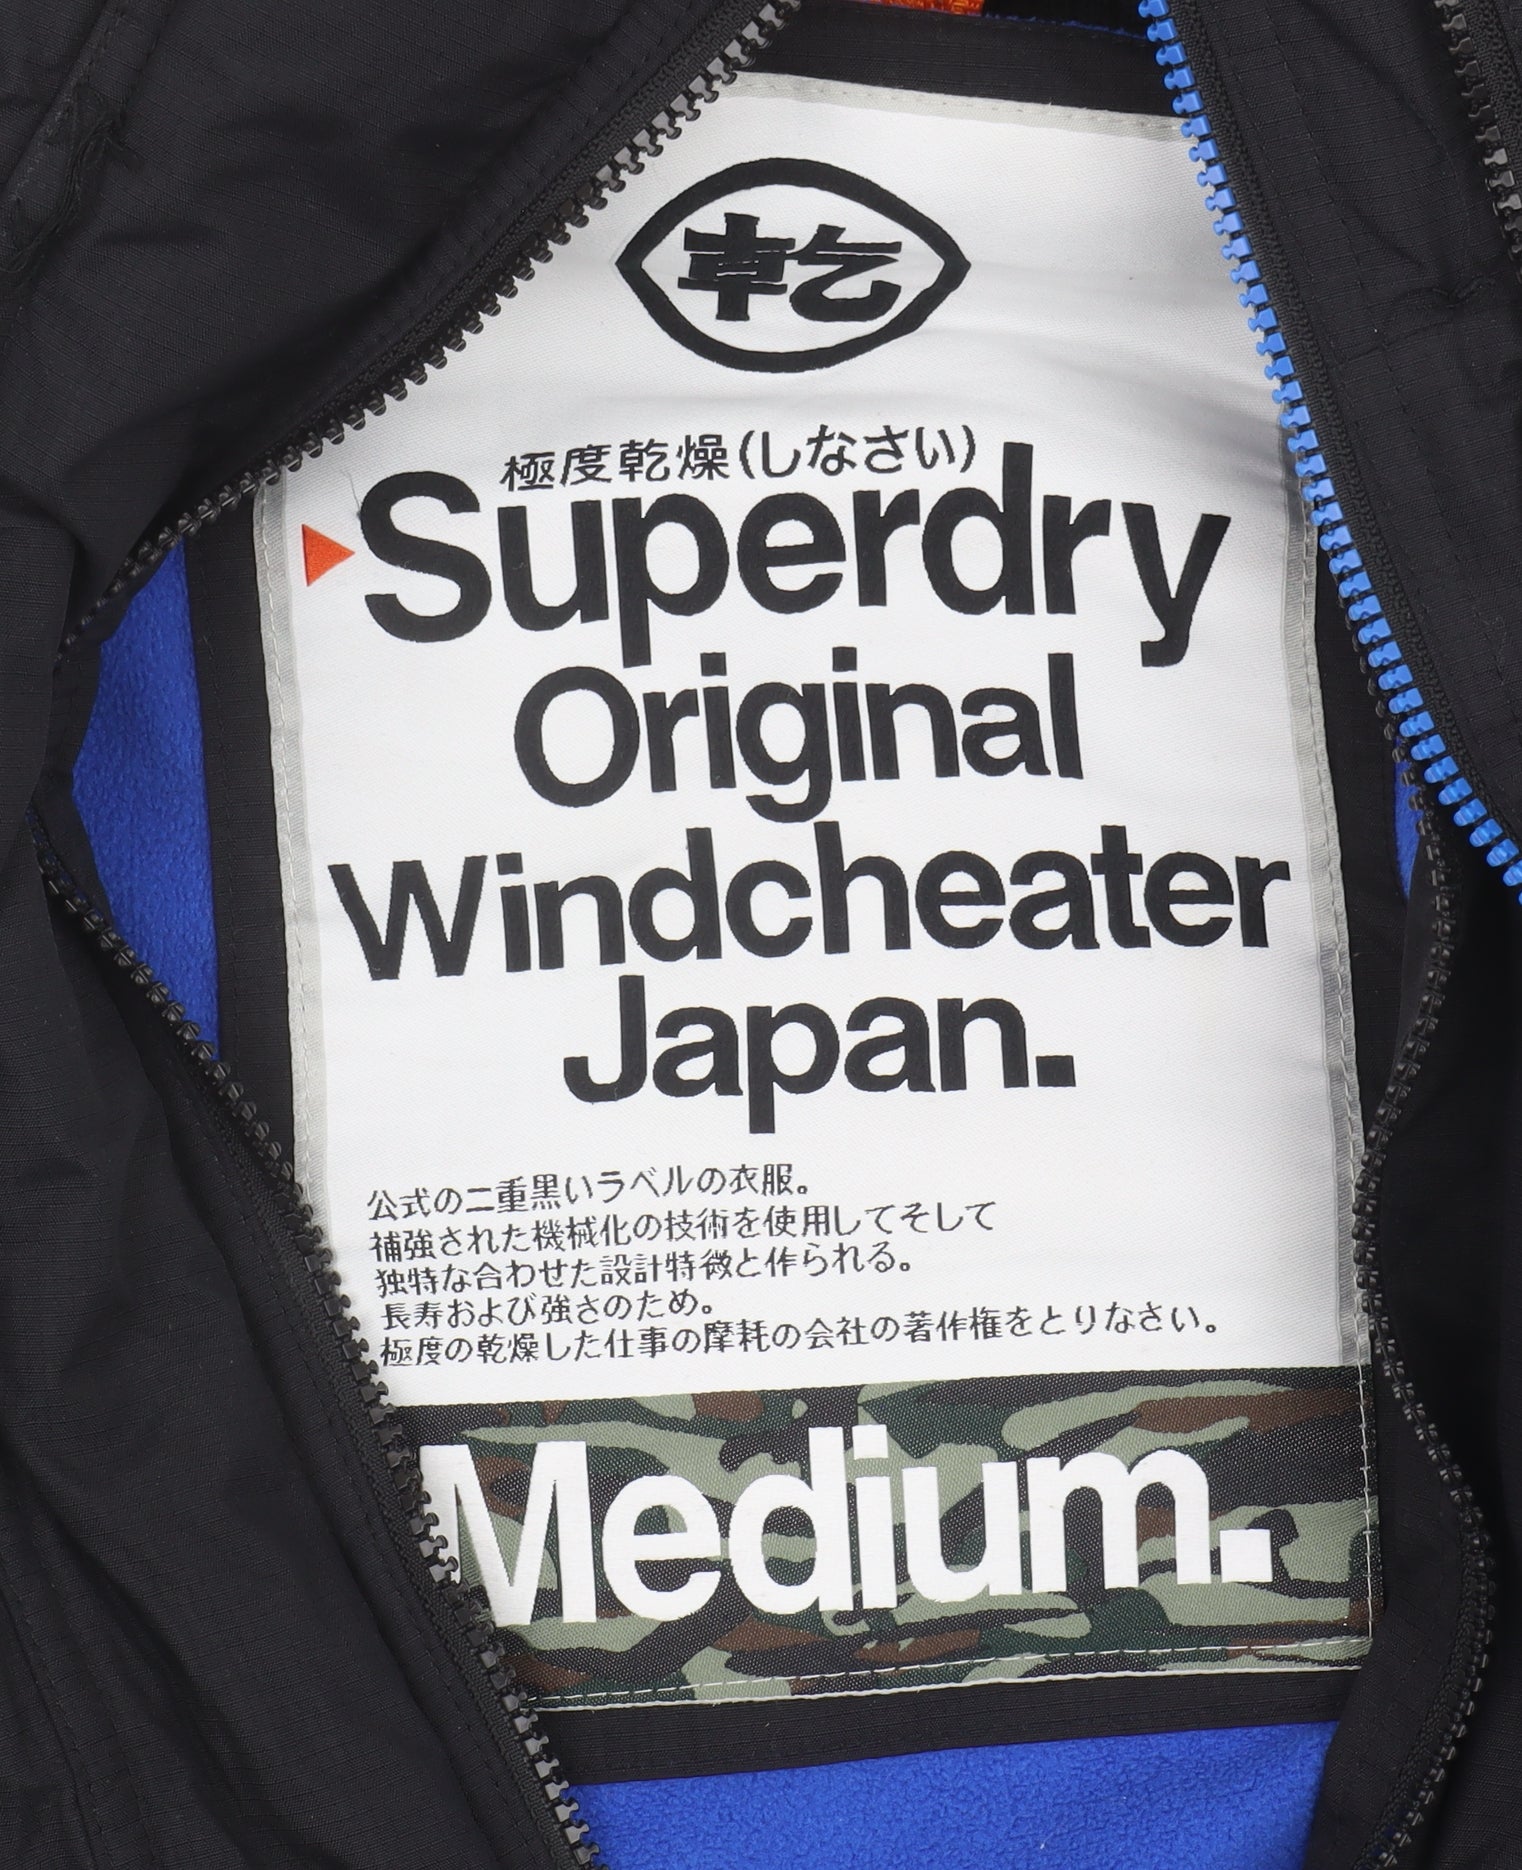 乾
極度乾燥(しなさい)
Superdry
Original
Windcheater
Japan.
公式の二重黒いラベルの衣服。
補強された機械化の技術を使用してそして
独特な合わせた設計特徴と作られる。
長寿および強さのため。
極度の乾燥した仕事の摩耗の会社の著作権をとりなさい。
Medium.